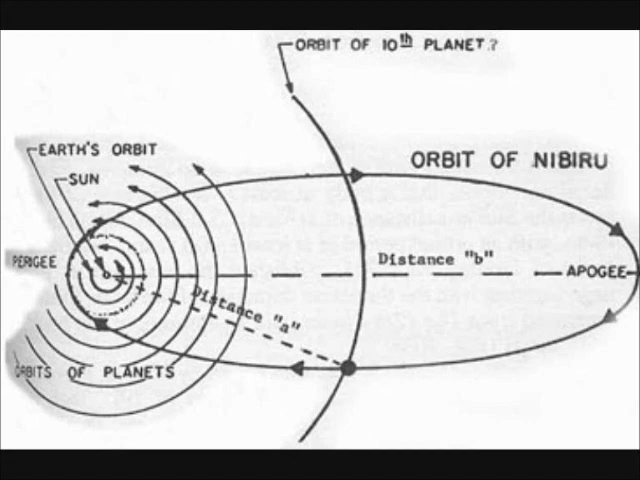 ORBIT OF 10th PLANET?
EARTH'S ORBIT
SUN
ORBIT OF NIBIRU
PERIGEE
Distance "b"
APOGEE
Distance "a"
ORBITS OF PLANETS